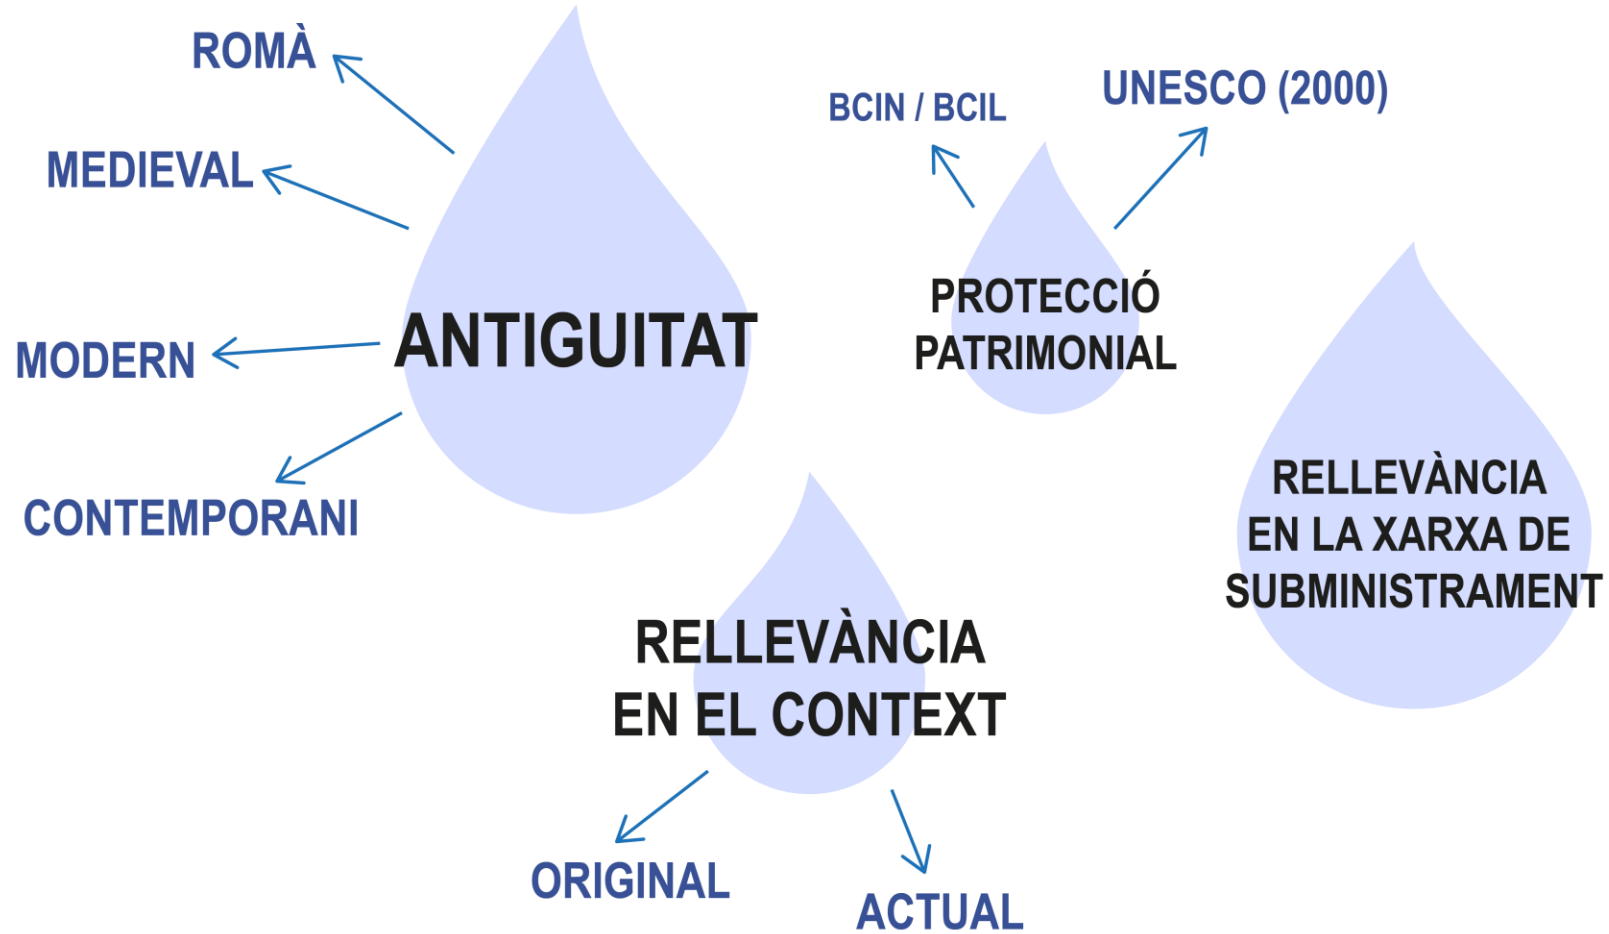 ROMÀ
MEDIEVAL
MODERN
CONTEMPORANI
ANTIGUITAT
BCIN / BCIL
UNESCO (2000)
PROTECCIÓ
PATRIMONIAL
RELLEVÀNCIA
EN LA XARXA DE
SUBMINISTRAMENT
RELLEVÀNCIA
EN EL CONTEXT
ORIGINAL
ACTUAL